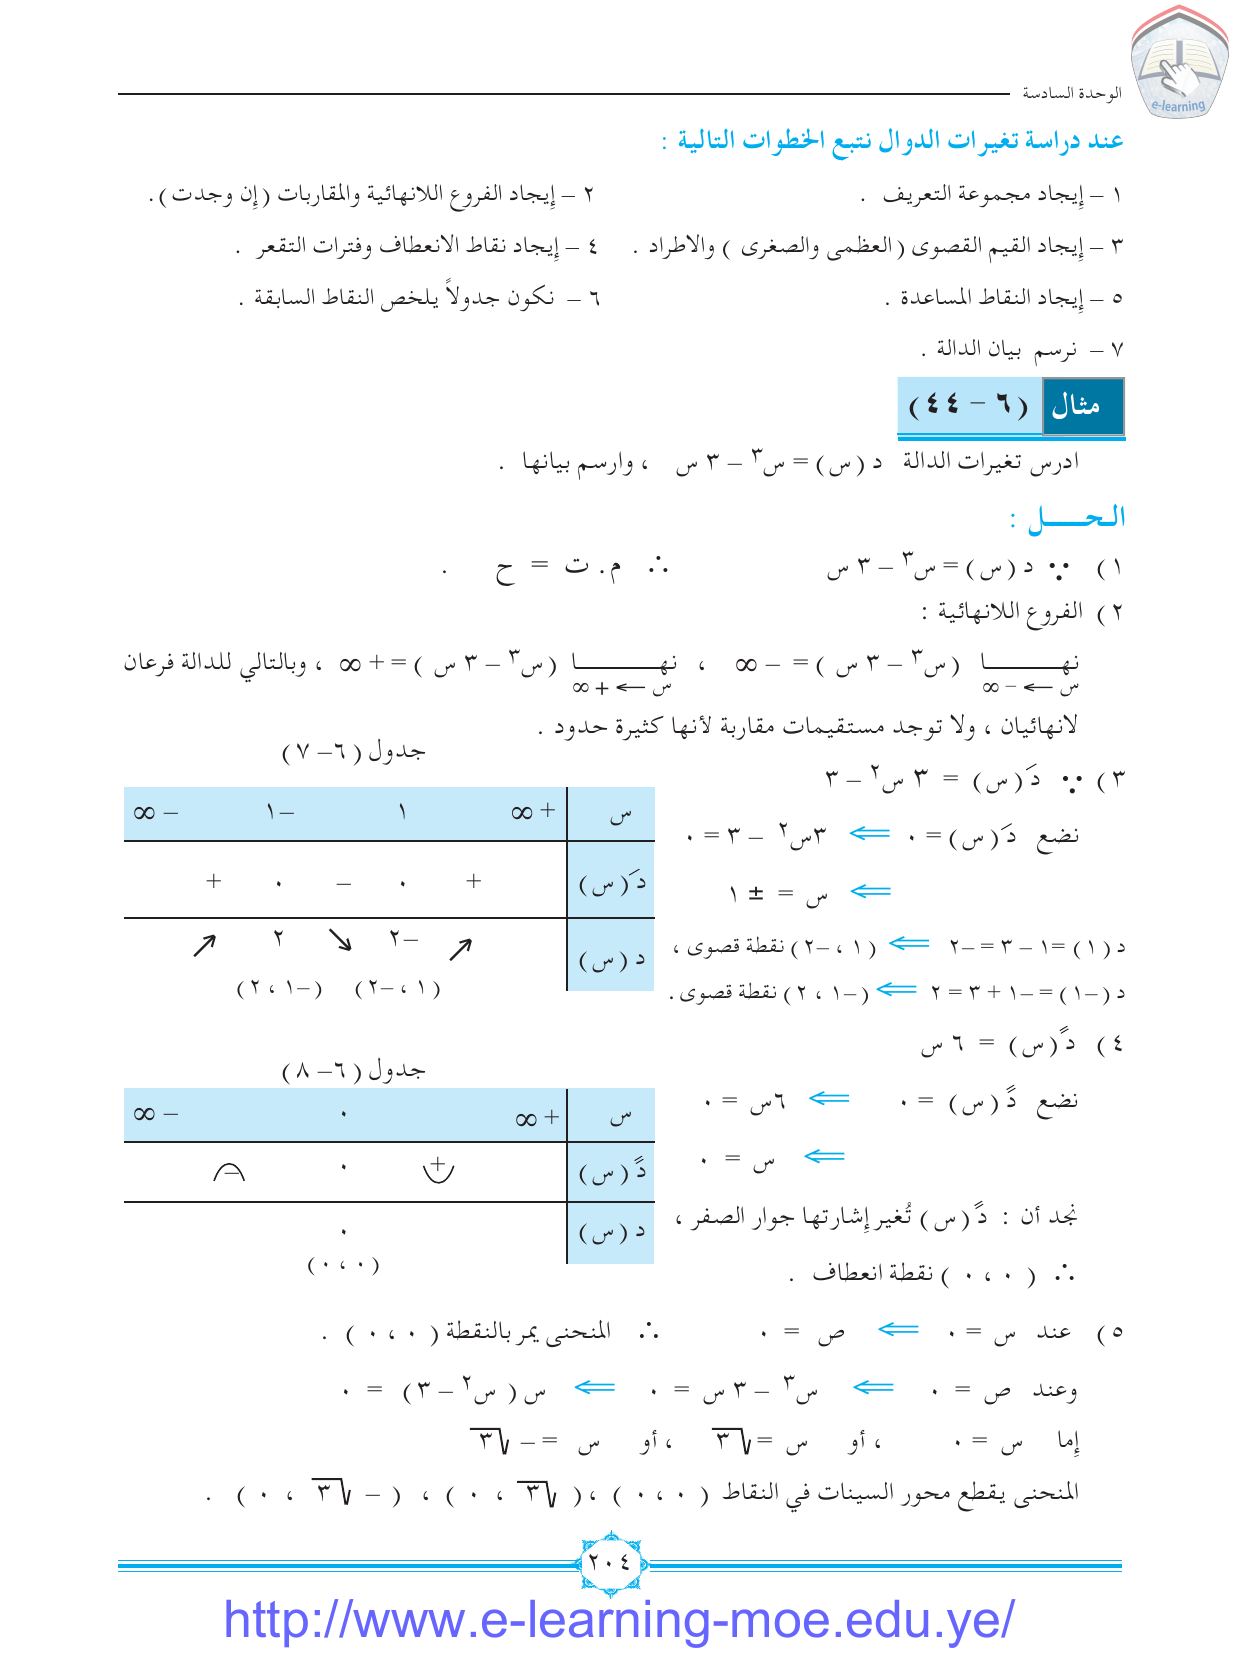 e-learning
الوحدة السادسة
عند دراسة تغيرات الدوال نتبع الخطوات التالية :
١ – إيجاد مجموعة التعريف . ٢ – إيجاد الفروع اللانهائية والمقاربات (إن وجدت ) .
٣ – إيجاد القيم القصوى ( العظمى والصغرى ) والاطراد . ٤ – إيجاد نقاط الانعطاف وفترات التقعر .
٥ – إيجاد النقاط المساعدة . ٦ – نكون جدولاً يلخص النقاط السابقة .
٧ – نرسم بيان الدالة .
مثال ( ٦ – ٤٤ )
ادرس تغيرات الدالة د ( س ) = س٣ – ٣ س ، وارسم بيانها .
الـحـــــل :
١ ) ∵ د ( س ) = س٣ – ٣ س ∴ م . ت = ح .
٢ ) الفروع اللانهائية :
نهــــــــا ( س٣ – ٣ س ) = – ∞ ، نهــــــــا ( س٣ – ٣ س ) = + ∞ ، وبالتالي للدالة فرعان
س ← – ∞ س ← + ∞
لانهائيان ، ولا توجد مستقيمات مقاربة لأنها كثيرة حدود .
جدول ( ٦ – ٧ )
٣ ) ∵ دَ ( س ) = ٣ س٢ – ٣
نضع دَ ( س ) = ٠ ⇐ ٣س٢ – ٣ = ٠
⇐ س = ± ١
د ( ١ ) = ١ – ٣ = –٢ ⇐ ( ١ ، –٢ ) نقطة قصوى ،
د ( –١ ) = –١ + ٣ = ٢ ⇐ ( –١ ، ٢ ) نقطة قصوى .
س + ∞ ١ –١ – ∞
دَ ( س ) + ٠ – ٠ +
د ( س ) ↗ –٢ ↘ ٢ ↗
( ١ ، –٢ ) ( –١ ، ٢ )
٤ ) دً ( س ) = ٦ س
نضع دً ( س ) = ٠ ⇐ ٦س = ٠
⇐ س = ٠
نجد أن : دً ( س ) تُغير إشارتها جوار الصفر ،
∴ ( ٠ ، ٠ ) نقطة انعطاف .
جدول ( ٦ – ٨ )
س + ∞ ٠ – ∞
دً ( س ) + ٠ –
د ( س ) ٠
( ٠ ، ٠ )
٥ ) عند س = ٠ ⇐ ص = ٠ ∴ المنحنى يمر بالنقطة ( ٠ ، ٠ ) .
وعند ص = ٠ ⇐ س٣ – ٣ س = ٠ ⇐ س ( س٢ – ٣ ) = ٠
إما س = ٠ ، أو س = √٣ ، أو س = – √٣
المنحنى يقطع محور السينات في النقاط ( ٠ ، ٠ ) ، ( √٣ ، ٠ ) ، ( – √٣ ، ٠ ) .
٢٠٤
http://www.e-learning-moe.edu.ye/